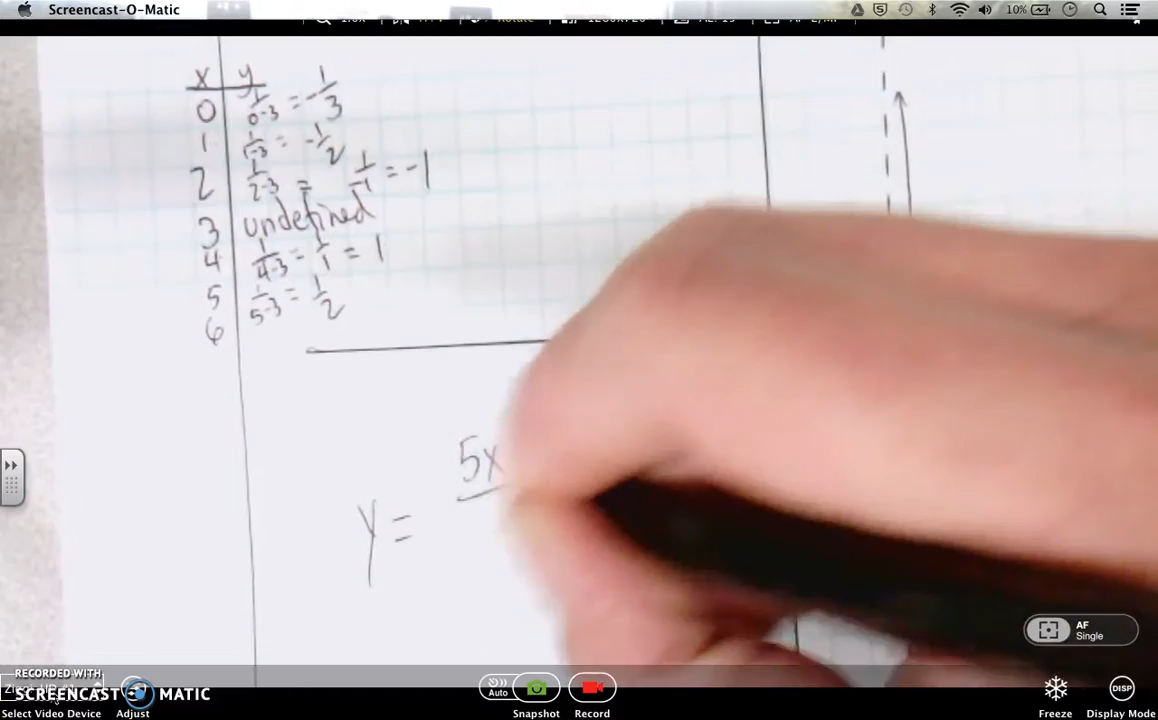 Screencast-O-Matic 10%
x y
0 1/0-3 = -1/3
1 1/1-3 = -1/2
2 1/2-3 = 1/-1 = -1
3 undefined
4 1/4-3 = 1/1 = 1
5 1/5-3 = 1/2
6
5x
y =
AF
Single
RECORDED WITH
SCREENCAST MATIC
Auto
Select Video Device Adjust Snapshot Record Freeze Display Mode
DISP